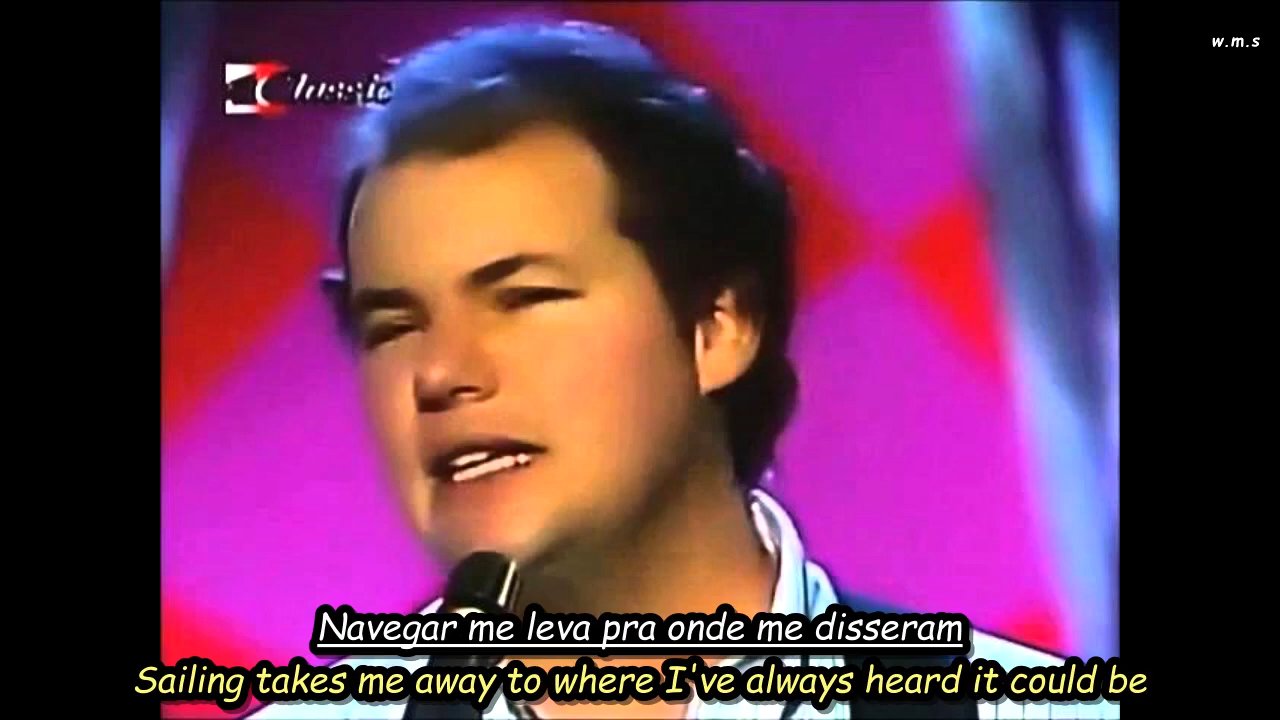 w.m.s
Classic
Navegar me leva pra onde me disseram
Sailing takes me away to where I've always heard it could be